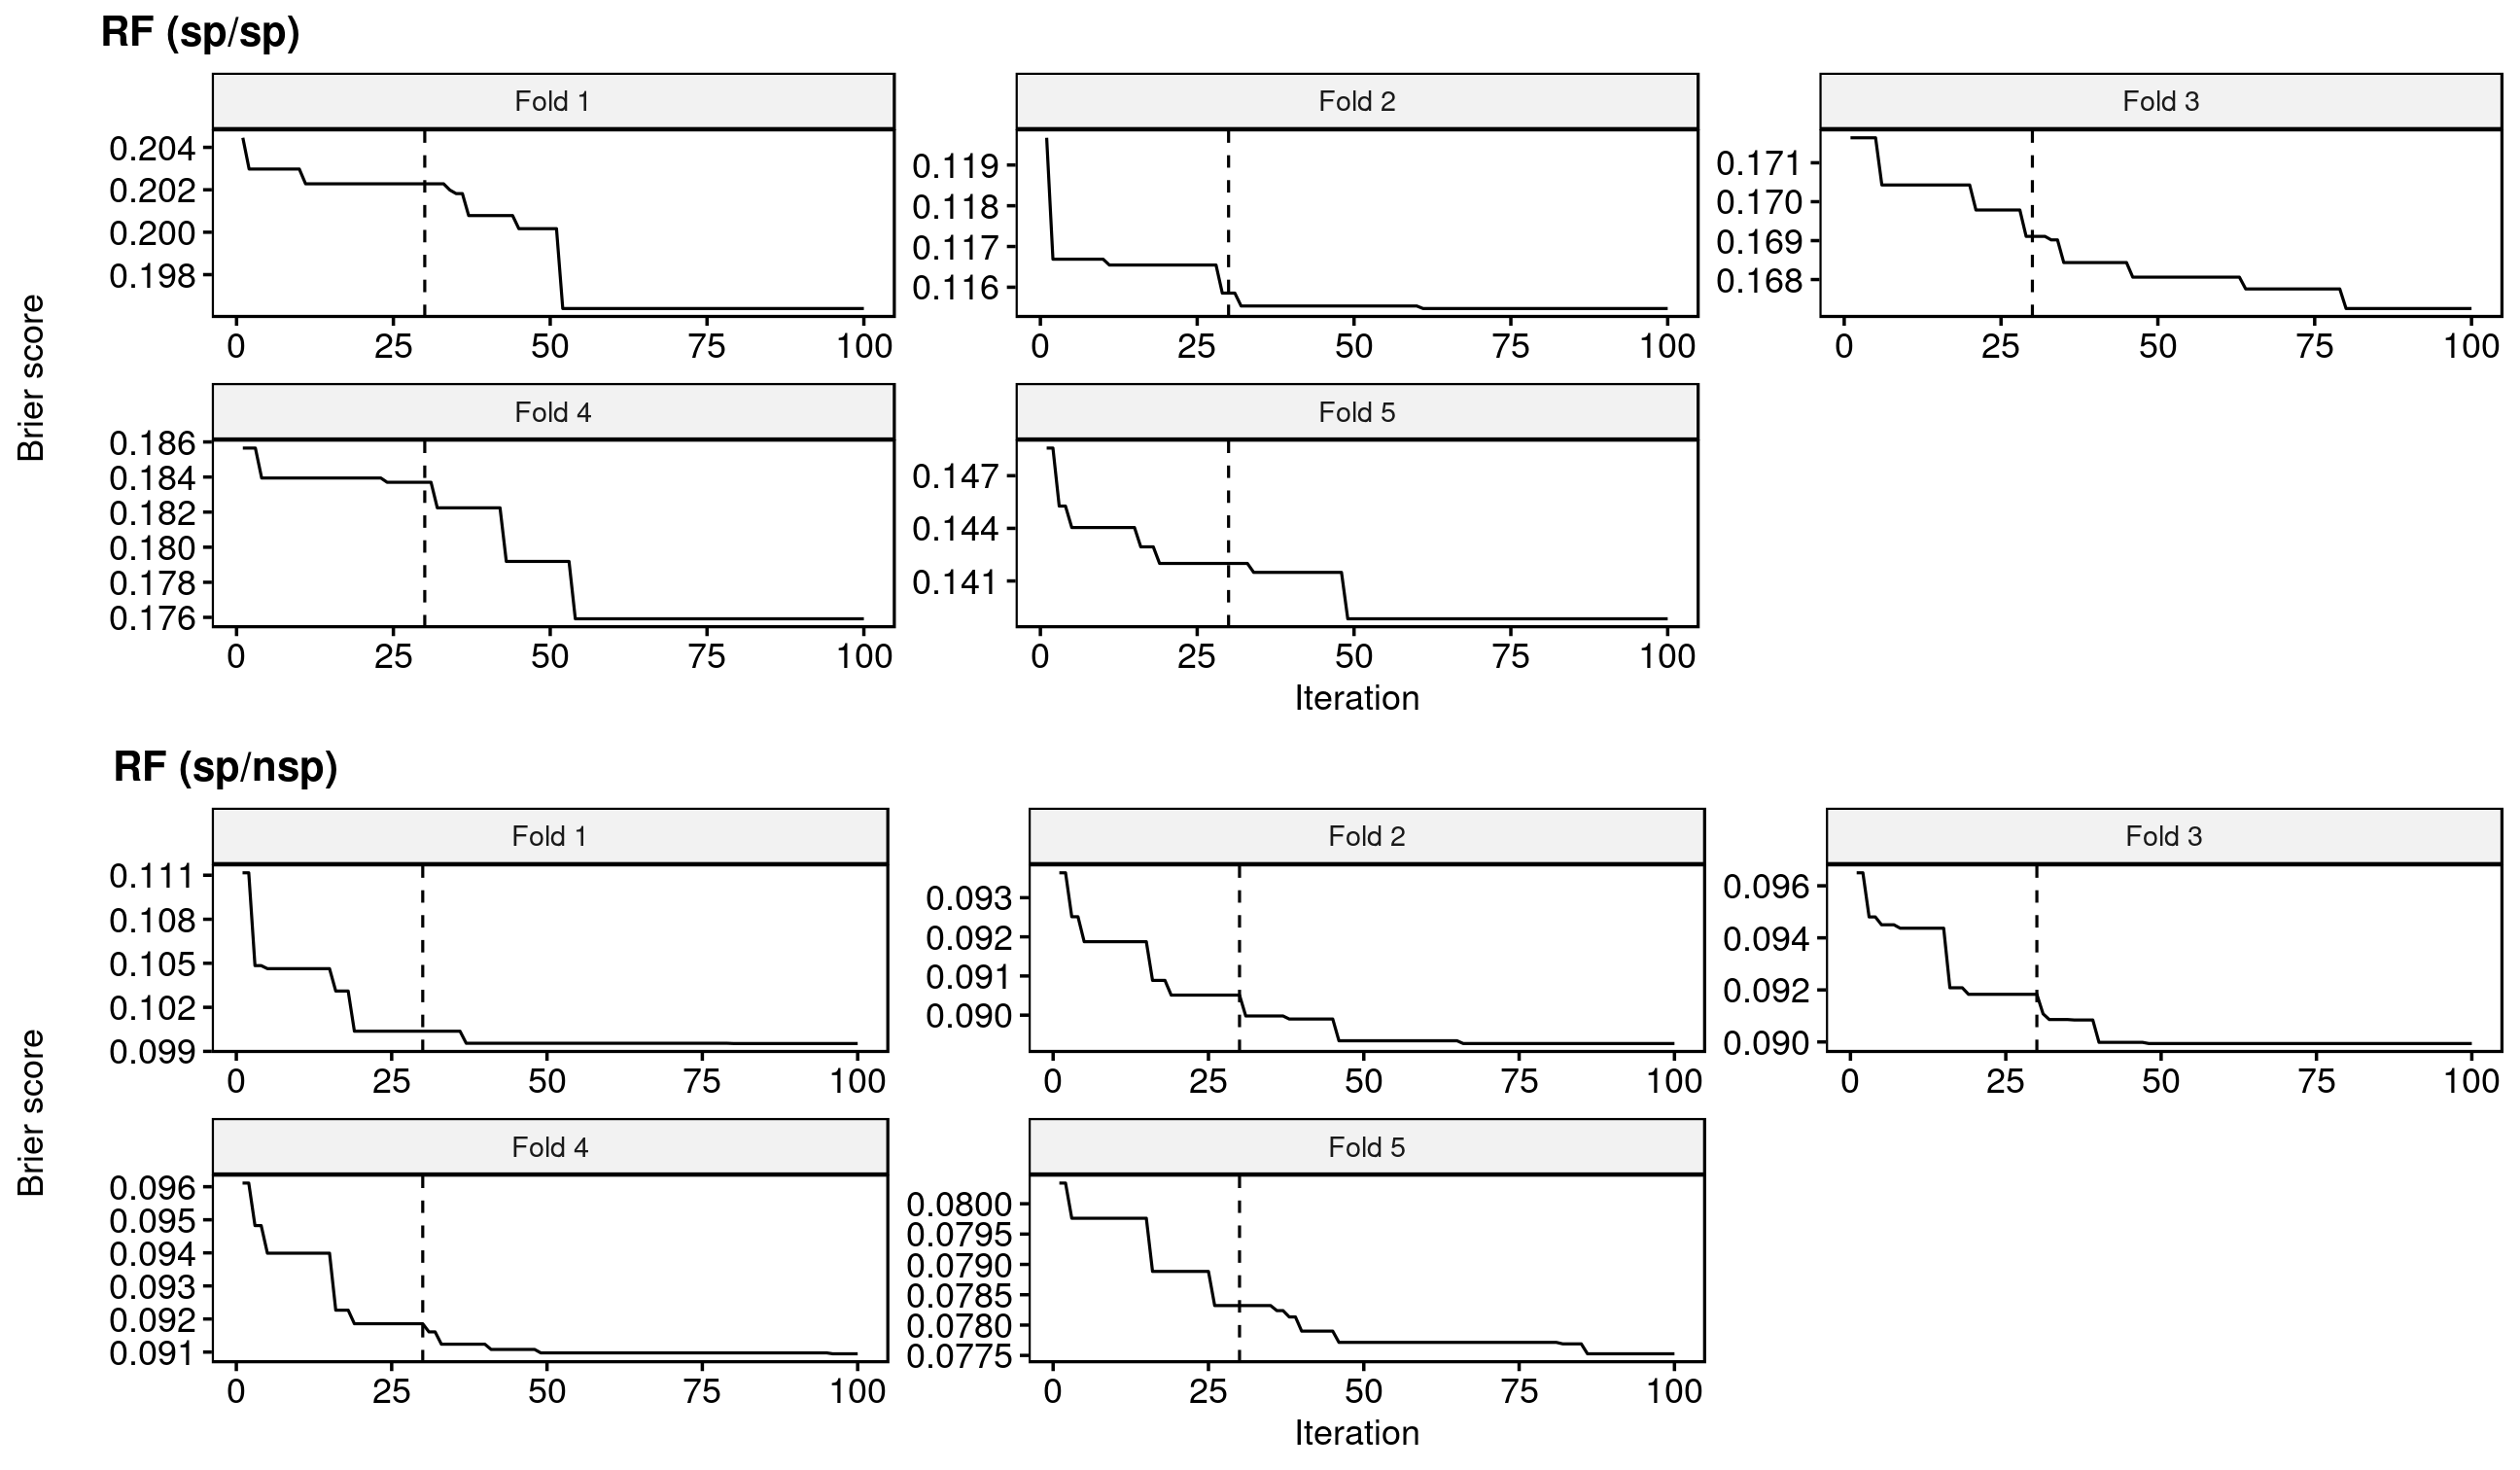 RF (sp/sp)
Brier score
Fold 1
0.204
0.202
0.200
0.198
0 25 50 75 100
Fold 2
0.119
0.118
0.117
0.116
0 25 50 75 100
Fold 3
0.171
0.170
0.169
0.168
0 25 50 75 100
Fold 4
0.186
0.184
0.182
0.180
0.178
0.176
0 25 50 75 100
Fold 5
0.147
0.144
0.141
0 25 50 75 100
Iteration
RF (sp/nsp)
Brier score
Fold 1
0.111
0.108
0.105
0.102
0.099
0 25 50 75 100
Fold 2
0.093
0.092
0.091
0.090
0 25 50 75 100
Fold 3
0.096
0.094
0.092
0.090
0 25 50 75 100
Fold 4
0.096
0.095
0.094
0.093
0.092
0.091
0 25 50 75 100
Fold 5
0.0800
0.0795
0.0790
0.0785
0.0780
0.0775
0 25 50 75 100
Iteration